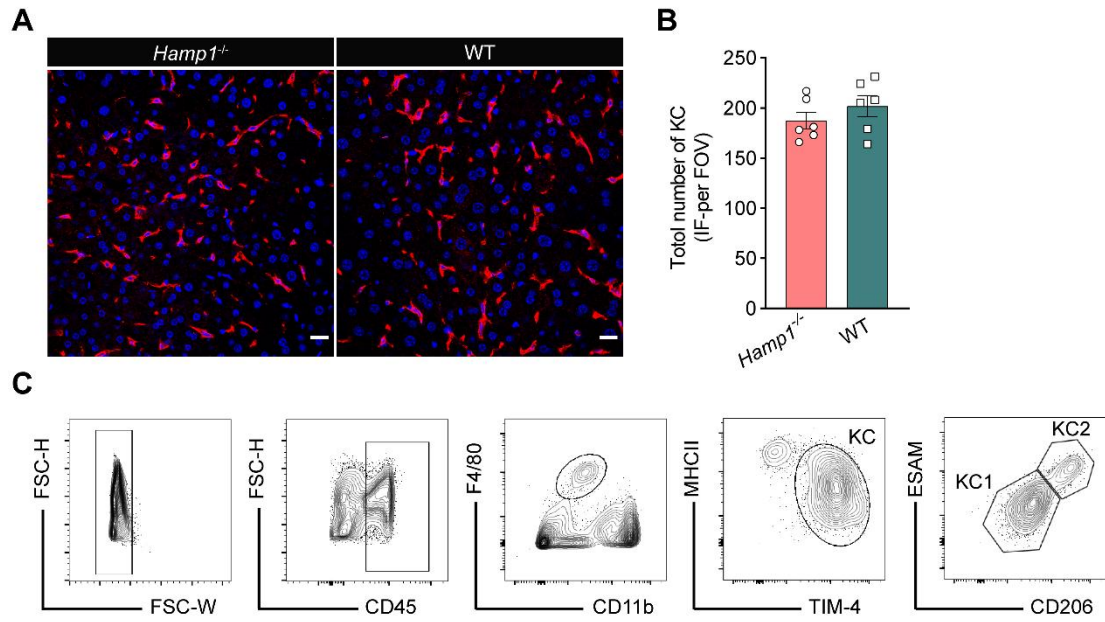 A
Hamp1-/-
WT
B
Totol number of KC
(IF-per FOV)
250
200
150
100
50
0
Hamp1-/-
WT
C
FSC-H
FSC-W
FSC-H
CD45
F4/80
CD11b
MHCII
KC
TIM-4
ESAM
KC1
KC2
CD206